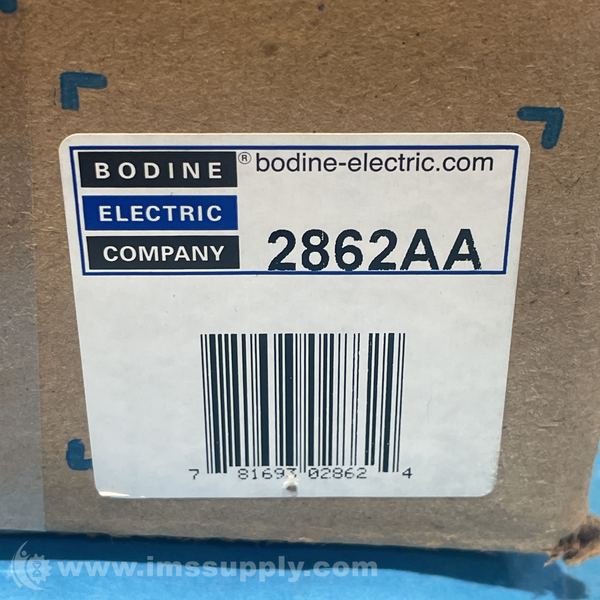 BODINE ® bodine-electric.com
ELECTRIC
COMPANY 2862AA
7 81693 02862 4
www.imssupply.com